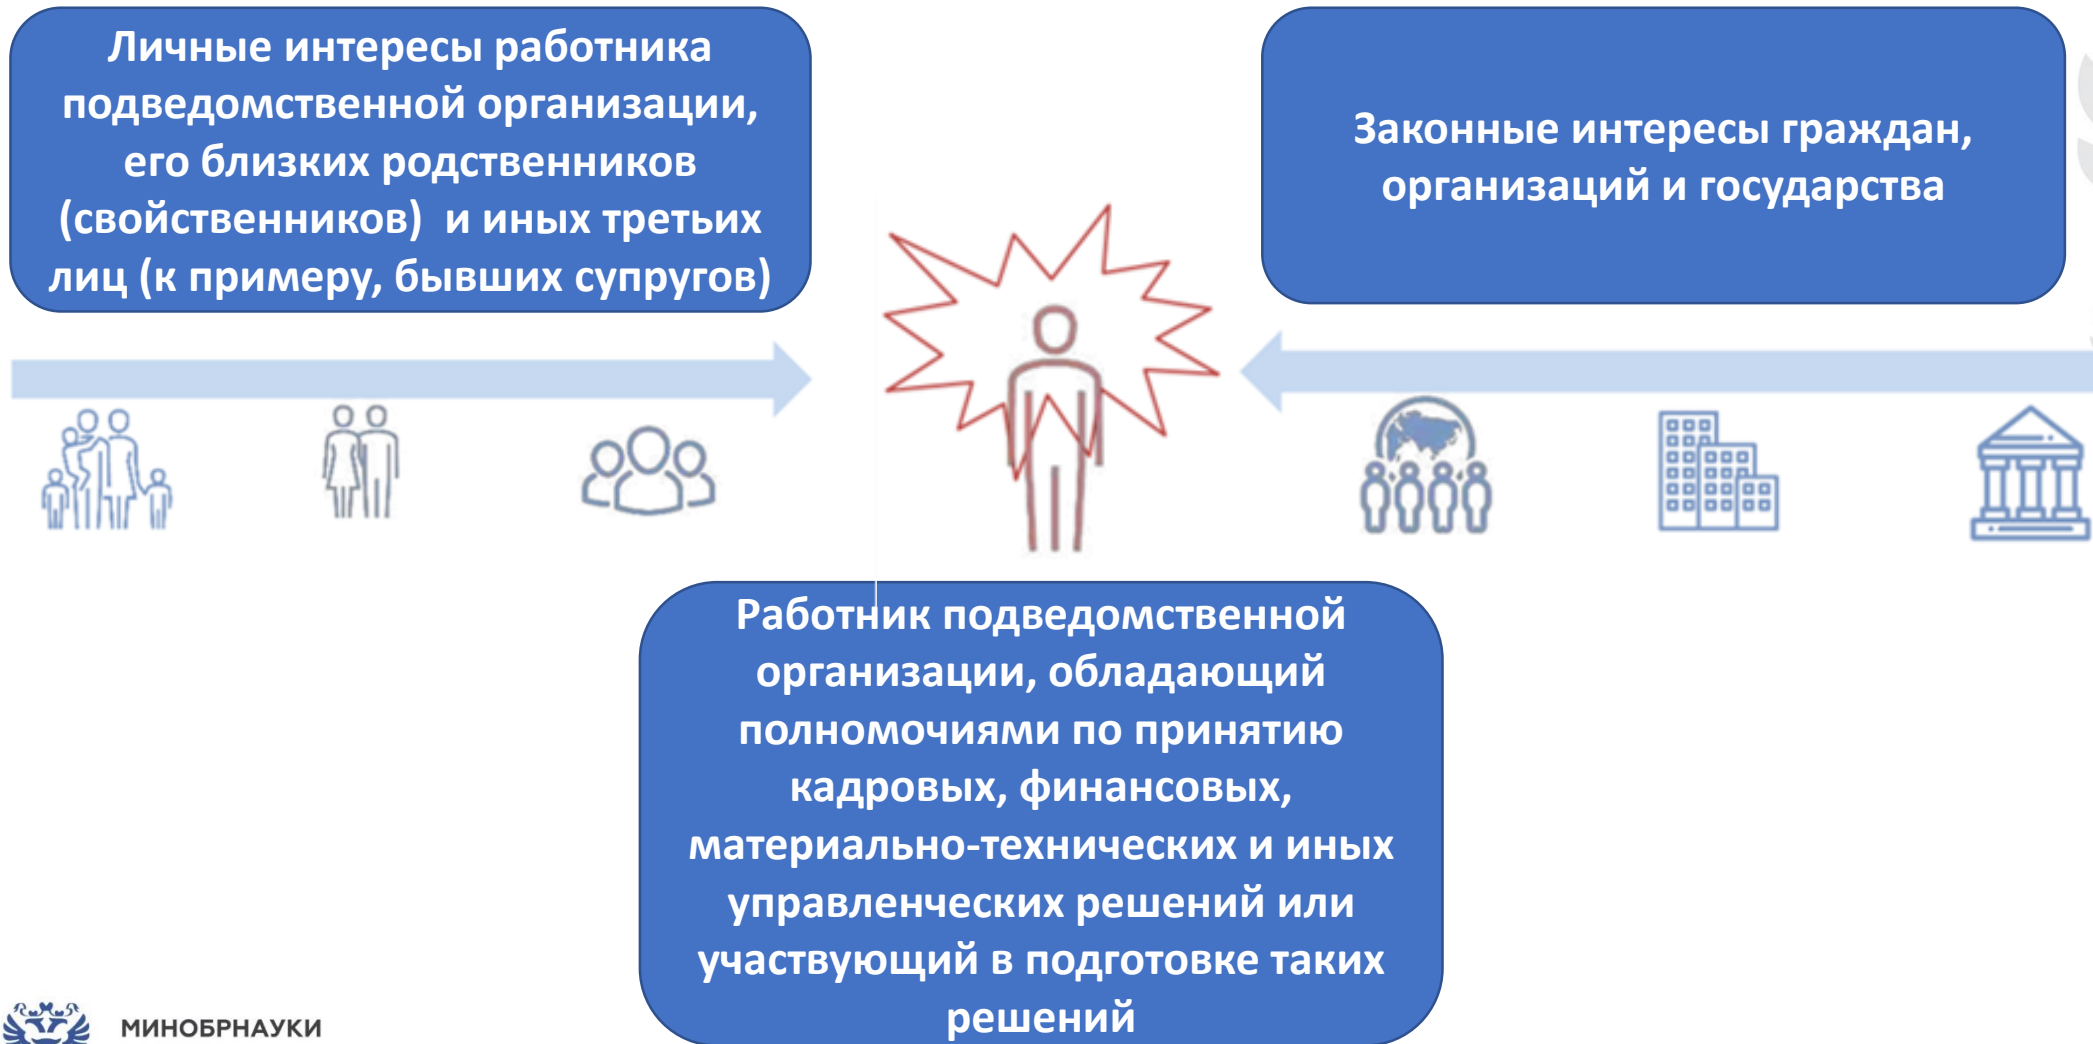 Личные интересы работника
подведомственной организации,
его близких родственников
(свойственников) и иных третьих
лиц (к примеру, бывших супругов)
Законные интересы граждан,
организаций и государства
Работник подведомственной
организации, обладающий
полномочиями по принятию
кадровых, финансовых,
материально-технических и иных
управленческих решений или
участвующий в подготовке таких
решений
МИНОБРНАУКИ